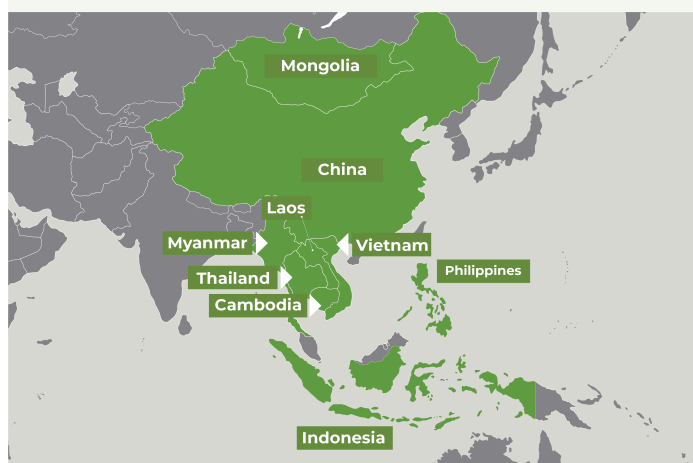 Mongolia
China
Laos
Myanmar
Vietnam
Thailand
Philippines
Cambodia
Indonesia